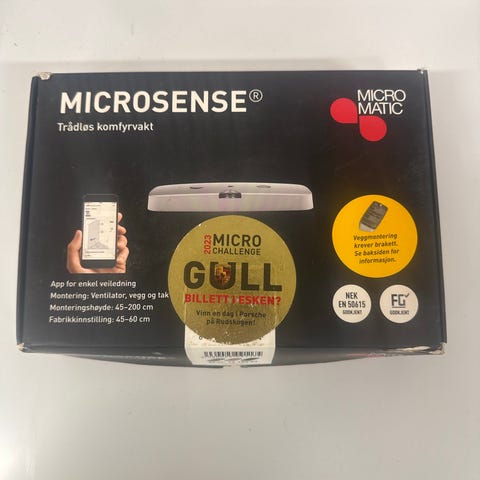 MICROSENSE®
Trådløs komfyrvakt
MICRO
MATIC
App for enkel veiledning
Montering: Ventilator, vegg og tak
Monteringshøyde: 45-200 cm
Fabrikkinnstilling: 45-60 cm
2023
MICRO
CHALLENGE
GULL
BILLETT I ESKEN?
Vinn en dag i Porsche
på Rudskogen!
Veggmontering
krever brakett.
Se baksiden for
informasjon.
NEK
EN 50615
GODKJENT
FG
GODKJENT